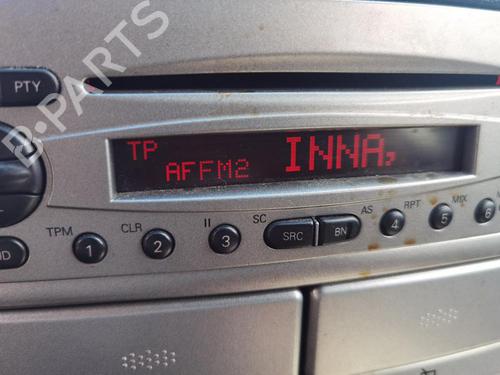 B-PARTS
PTY
TP
AFFM2
INNA,
TPM
CLR
II
SC
AS
RPT
MIX
1
2
3
SRC
BN
4
5
6